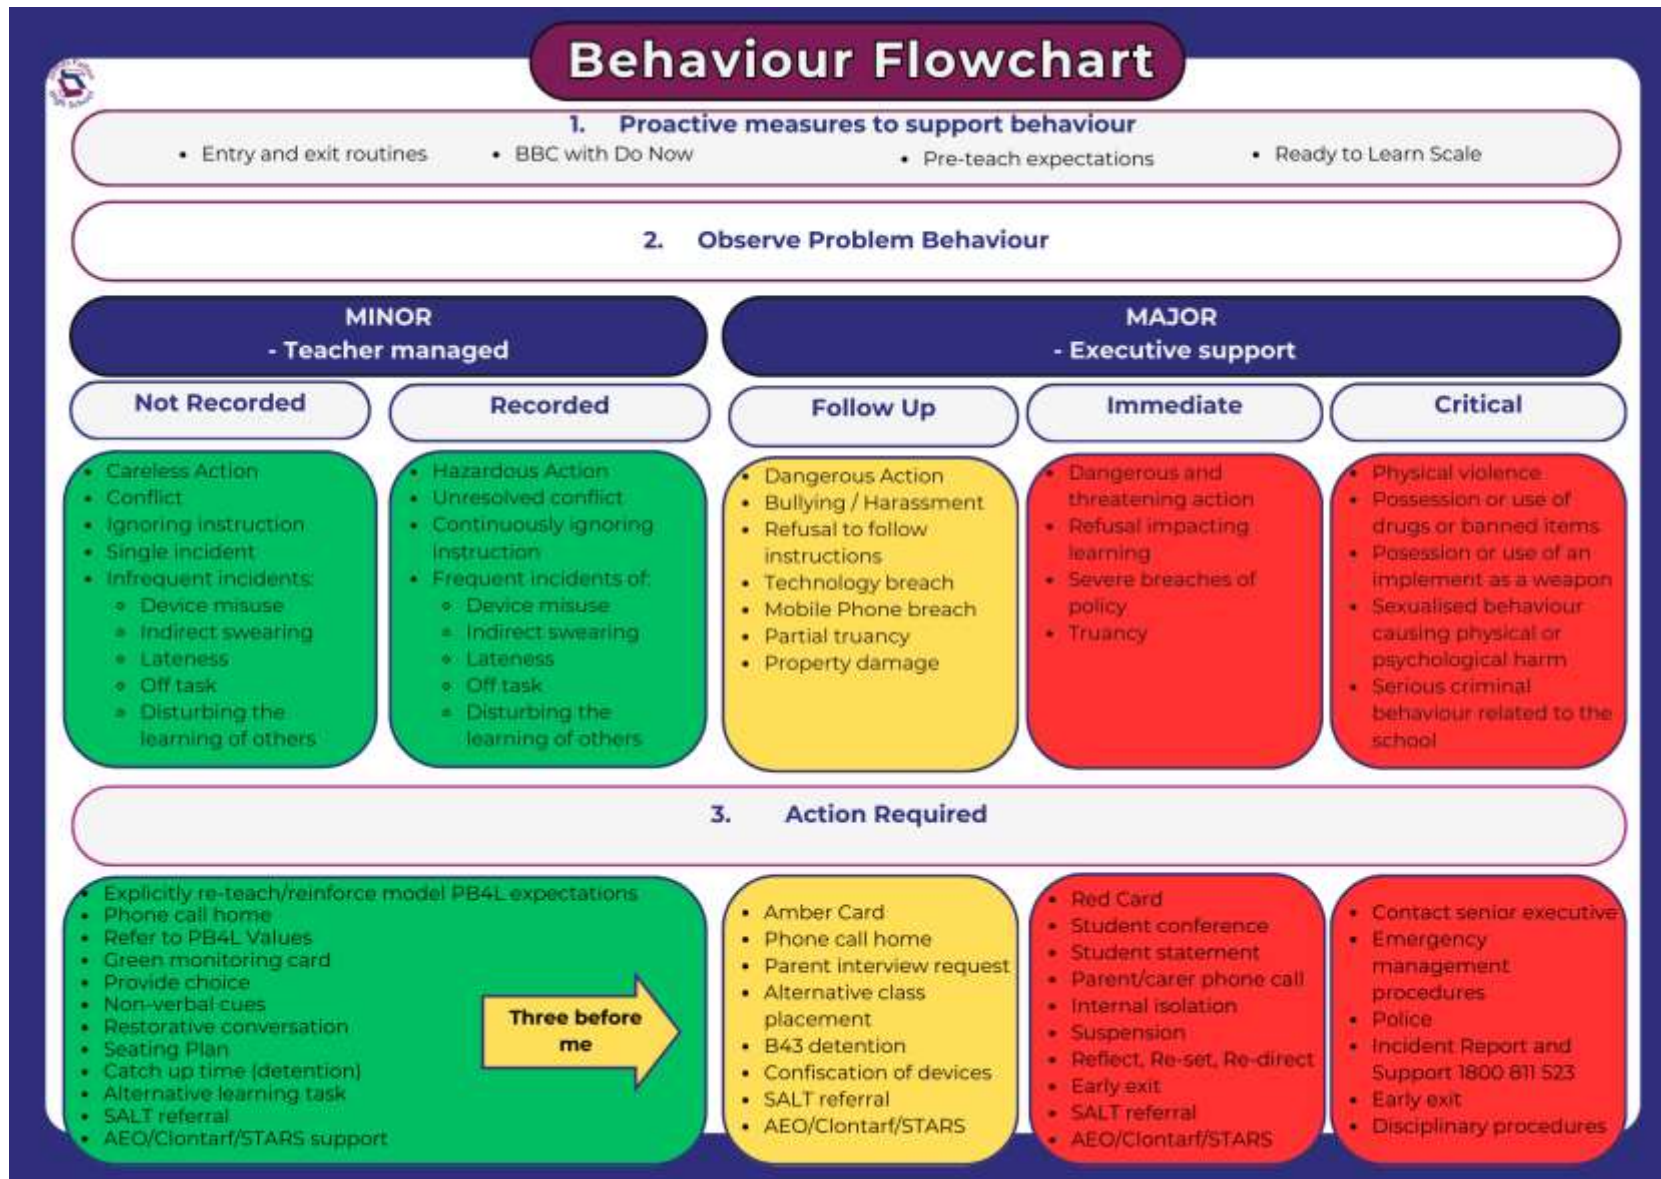 Behaviour Flowchart
1. Proactive measures to support behaviour
• Entry and exit routines
• BBC with Do Now
• Pre-teach expectations
• Ready to Learn Scale
2. Observe Problem Behaviour
MINOR
- Teacher managed
MAJOR
- Executive support
Not Recorded
• Careless Action
• Conflict
• Ignoring instruction
• Single incident
• Infrequent incidents:
∘ Device misuse
∘ Indirect swearing
∘ Lateness
∘ Off task
∘ Disturbing the
learning of others
Recorded
• Hazardous Action
• Unresolved conflict
• Continuously ignoring
instruction
• Frequent incidents of:
∘ Device misuse
∘ Indirect swearing
∘ Lateness
∘ Off task
∘ Disturbing the
learning of others
Follow Up
• Dangerous Action
• Bullying / Harassment
• Refusal to follow
instructions
• Technology breach
• Mobile Phone breach
• Partial truancy
• Property damage
Immediate
• Dangerous and
threatening action
• Refusal impacting
learning
• Severe breaches of
policy
• Truancy
Critical
• Physical violence
• Possession or use of
drugs or banned items
• Posession or use of an
implement as a weapon
• Sexualised behaviour
causing physical or
psychological harm
• Serious criminal
behaviour related to the
school
3. Action Required
• Explicitly re-teach/reinforce model PB4L expectations
• Phone call home
• Refer to PB4L Values
• Green monitoring card
• Provide choice
• Non-verbal cues
• Restorative conversation
• Seating Plan
• Catch up time (detention)
• Alternative learning task
• SALT referral
• AEO/Clontarf/STARS support
Three before
me
• Amber Card
• Phone call home
• Parent interview request
• Alternative class
placement
• B43 detention
• Confiscation of devices
• SALT referral
• AEO/Clontarf/STARS
• Red Card
• Student conference
• Student statement
• Parent/carer phone call
• Internal isolation
• Suspension
• Reflect, Re-set, Re-direct
• Early exit
• SALT referral
• AEO/Clontarf/STARS
• Contact senior executive
• Emergency
management
procedures
• Police
• Incident Report and
Support 1800 811 523
• Early exit
• Disciplinary procedures